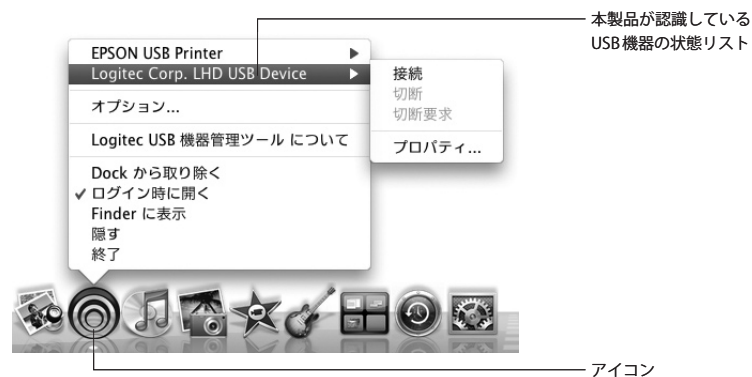 本製品が認識している
USB機器の状態リスト
EPSON USB Printer
Logitec Corp. LHD USB Device
オプション...
Logitec USB 機器管理ツール について
Dock から取り除く
✓ログイン時に開く
Finder に表示
隠す
終了
接続
切断
切断要求
プロパティ...
アイコン